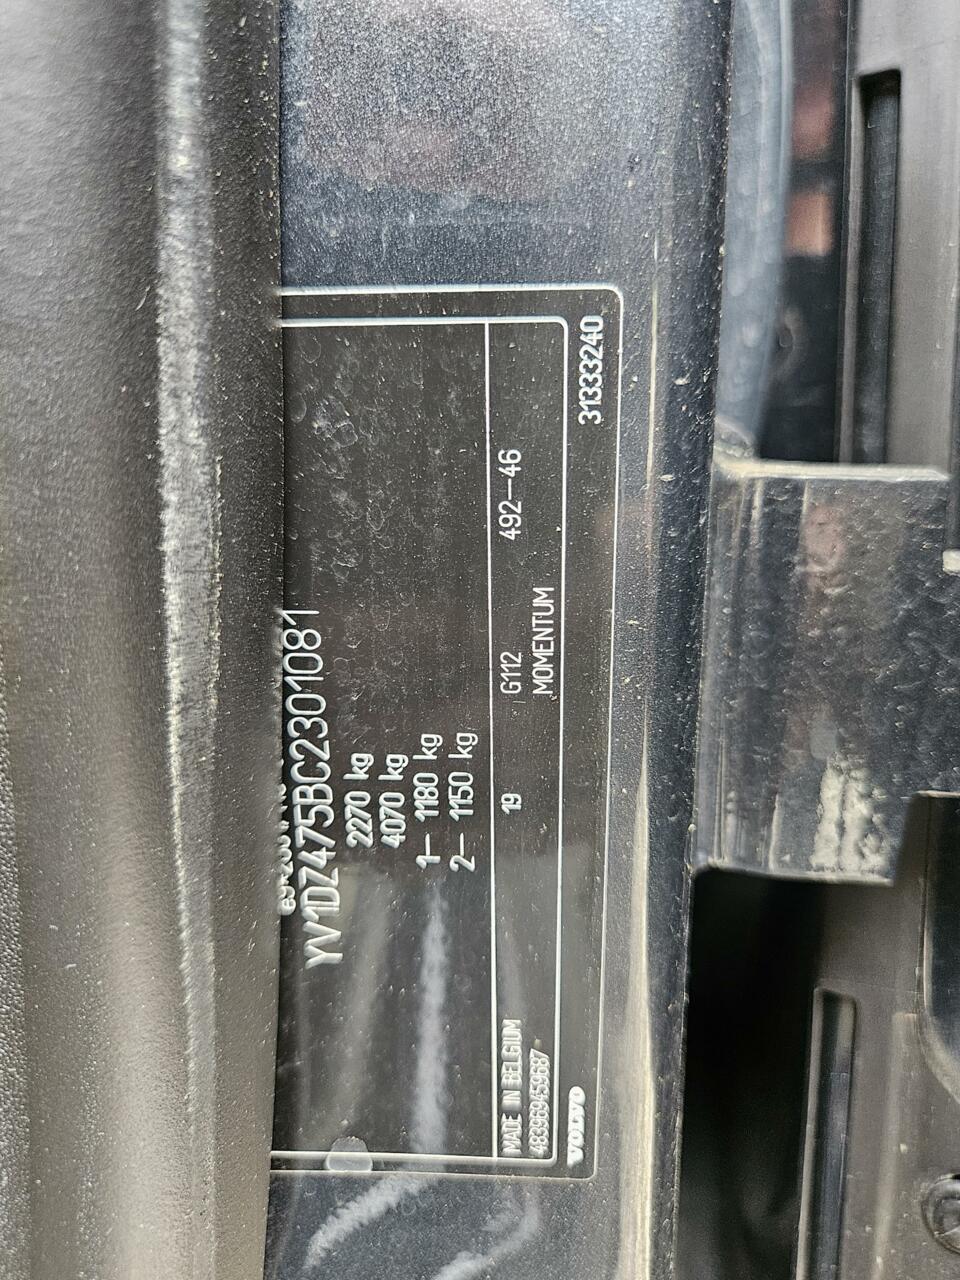 YV1DZ475BC2301081
2270 kg
4070 kg
1– 1180 kg
2– 1150 kg
MADE IN BELGIUM 19 G112 492–46
483969459687 MOMENTUM
VOLVO 31333240